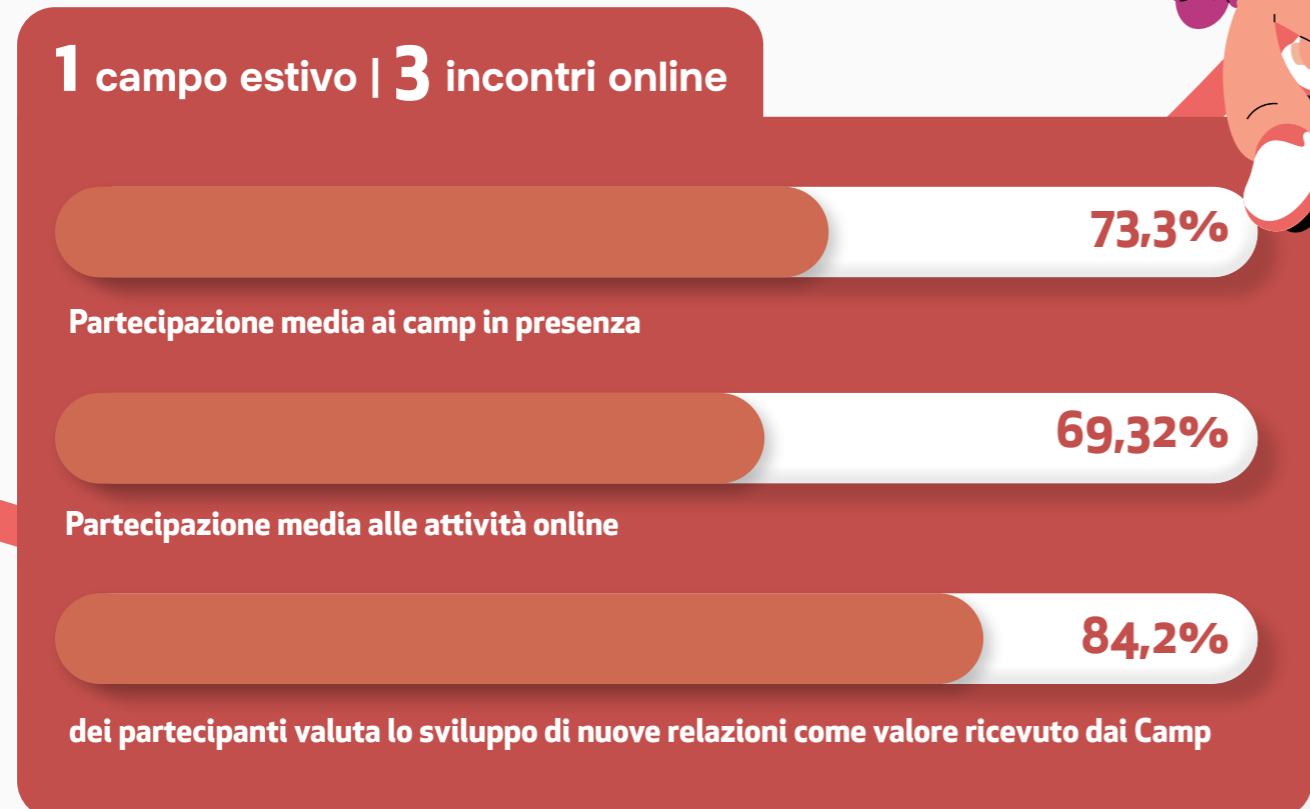 1 campo estivo | 3 incontri online
73,3%
Partecipazione media ai camp in presenza
69,32%
Partecipazione media alle attività online
84,2%
dei partecipanti valuta lo sviluppo di nuove relazioni come valore ricevuto dai Camp